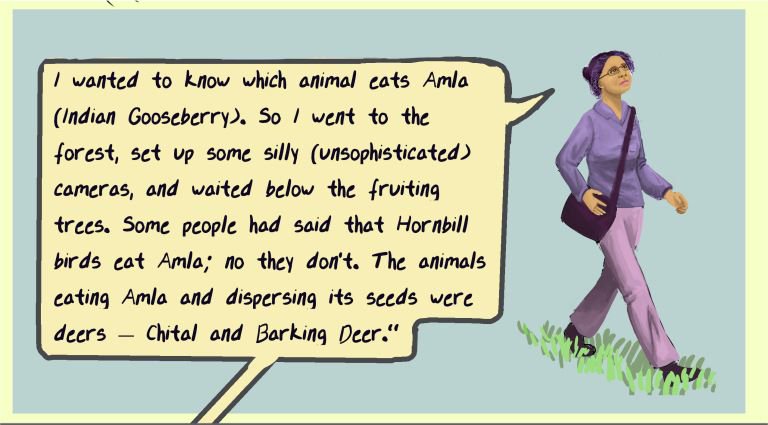 I wanted to know which animal eats Amla
(Indian Gooseberry). So I went to the
forest, set up some silly (unsophisticated)
cameras, and waited below the fruiting
trees. Some people had said that Hornbill
birds eat Amla; no they don't. The animals
eating Amla and dispersing its seeds were
deers — Chital and Barking Deer."